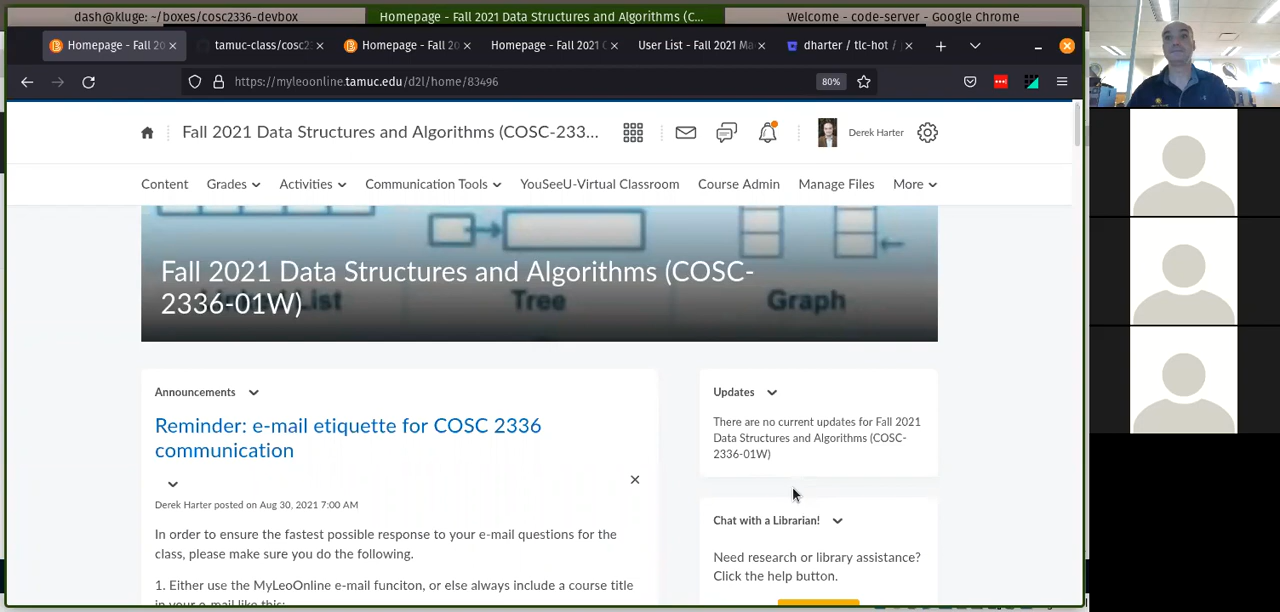 dash@kluge: ~/boxes/cosc2336-devbox
Homepage - Fall 2021 Data Structures and Algorithms (C...
Welcome - code-server - Google Chrome
Homepage - Fall 20
tamuc-class/cosc2
Homepage - Fall 20
Homepage - Fall 2021
User List - Fall 2021 Ma
dharter / tlc-hot /
https://myleoonline.tamuc.edu/d2l/home/83496
80%
Fall 2021 Data Structures and Algorithms (COSC-233...
Derek Harter
Content
Grades
Activities
Communication Tools
YouSeeU-Virtual Classroom
Course Admin
Manage Files
More
Fall 2021 Data Structures and Algorithms (COSC-
2336-01W)
List
Tree
Graph
Announcements
Reminder: e-mail etiquette for COSC 2336
communication
Derek Harter posted on Aug 30, 2021 7:00 AM
In order to ensure the fastest possible response to your e-mail questions for the
class, please make sure you do the following.
1. Either use the MyLeoOnline e-mail funciton, or else always include a course title
in your e-mail like this:
Updates
There are no current updates for Fall 2021
Data Structures and Algorithms (COSC-
2336-01W)
Chat with a Librarian!
Need research or library assistance?
Click the help button.